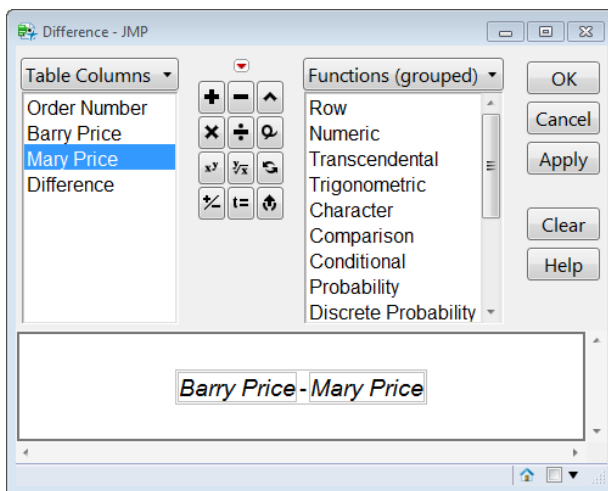 Difference - JMP
Table Columns
Order Number
Barry Price
Mary Price
Difference
+ −
× ÷
xʸ ʸ√x
+/− t=
Functions (grouped)
Row
Numeric
Transcendental
Trigonometric
Character
Comparison
Conditional
Probability
Discrete Probability
OK
Cancel
Apply
Clear
Help
Barry Price - Mary Price